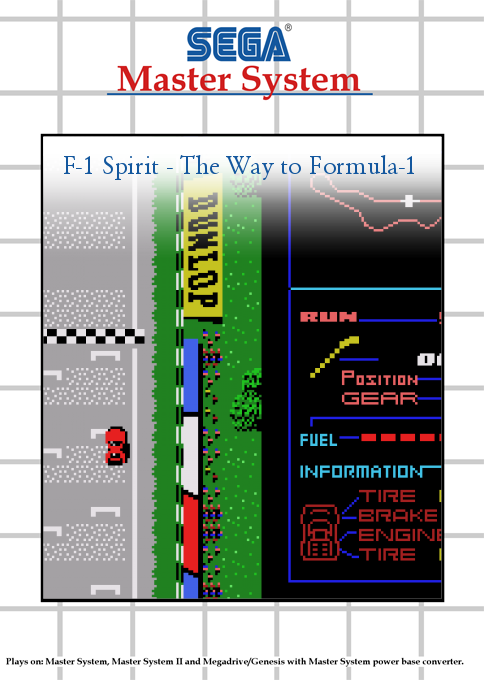 SEGA®
Master System
F-1 Spirit - The Way to Formula-1
DUNLOP
RUN
POSITION
GEAR
FUEL
INFORMATION
TIRE
BRAKE
ENGINE
TIRE
Plays on: Master System, Master System II and Megadrive/Genesis with Master System power base converter.